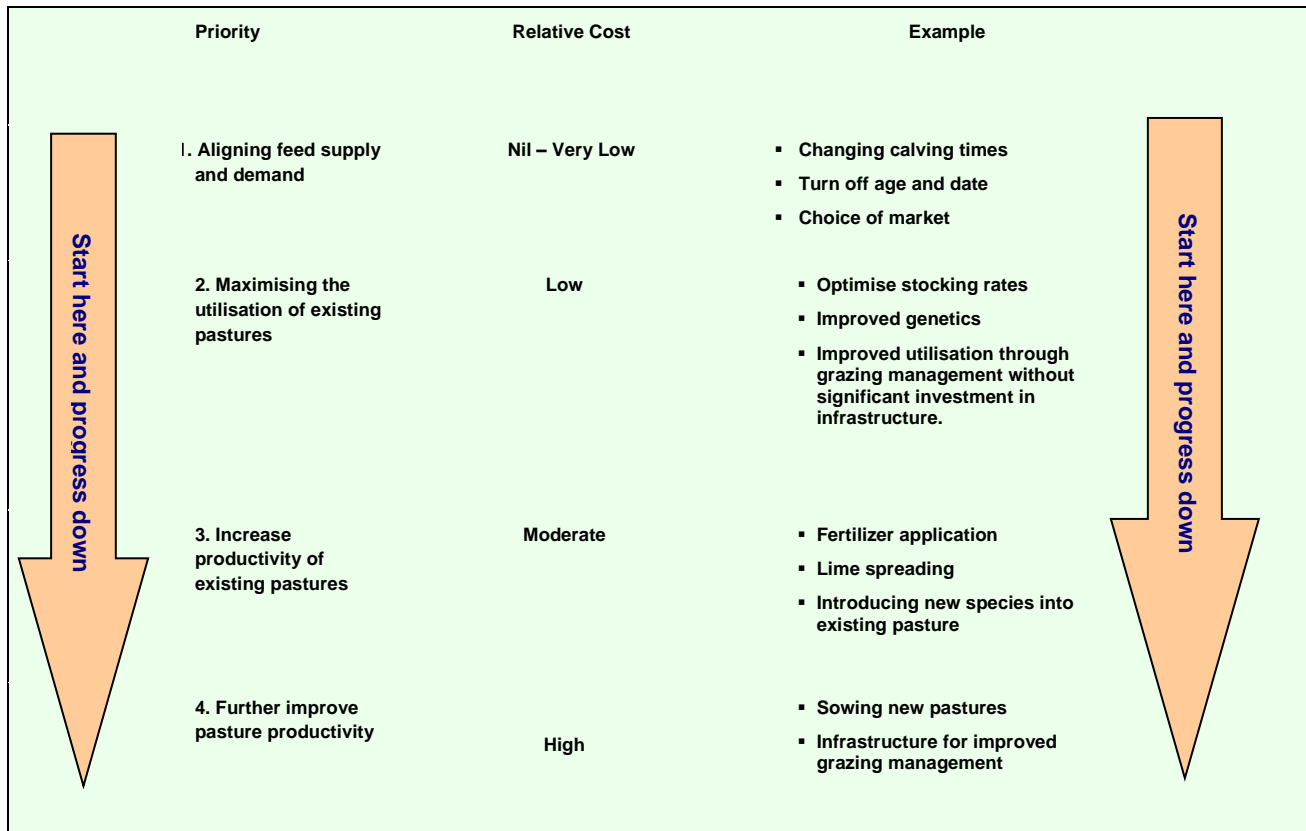 Priority Relative Cost Example
Start here and progress down
1. Aligning feed supply
and demand
Nil – Very Low
▪ Changing calving times
▪ Turn off age and date
▪ Choice of market
2. Maximising the
utilisation of existing
pastures
Low
▪ Optimise stocking rates
▪ Improved genetics
▪ Improved utilisation through
grazing management without
significant investment in
infrastructure.
3. Increase
productivity of
existing pastures
Moderate
▪ Fertilizer application
▪ Lime spreading
▪ Introducing new species into
existing pasture
4. Further improve
pasture productivity
High
▪ Sowing new pastures
▪ Infrastructure for improved
grazing management
Start here and progress down